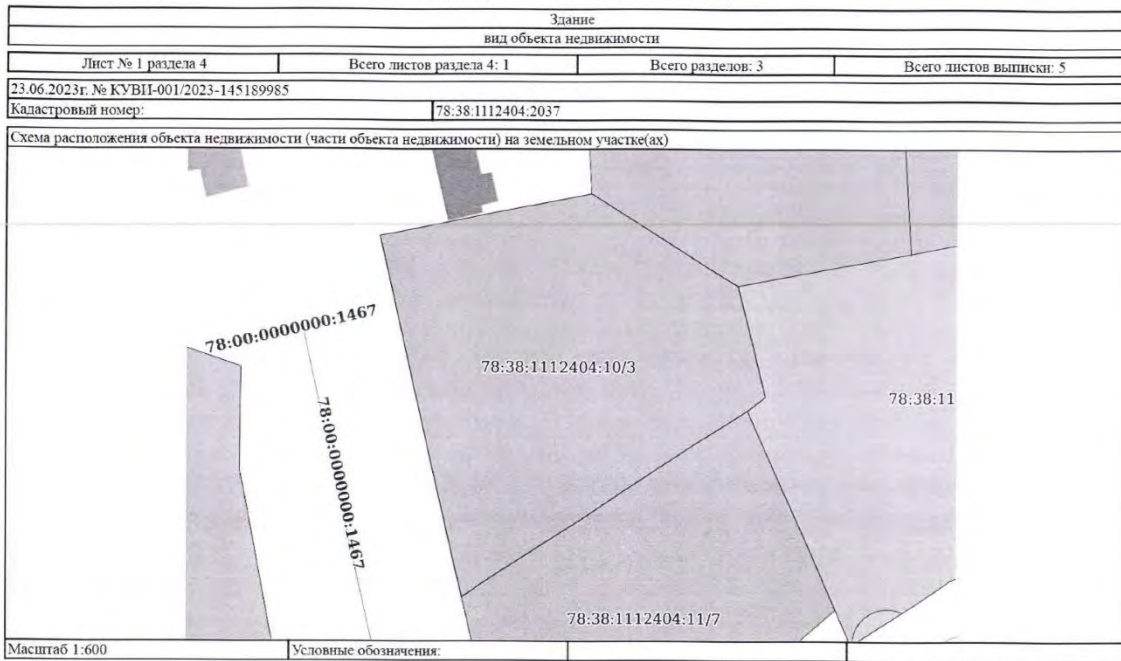 Здание
вид объекта недвижимости
Лист № 1 раздела 4 Всего листов раздела 4: 1 Всего разделов: 3 Всего листов выписки: 5
23.06.2023г. № КУВИ-001/2023-145189985
Кадастровый номер: 78:38:1112404:2037
Схема расположения объекта недвижимости (части объекта недвижимости) на земельном участке(ах)
78:00:0000000:1467
78:38:1112404:10/3
78:38:11
78:00:0000000:1467
78:38:1112404:11/7
Масштаб 1:600 Условные обозначения: